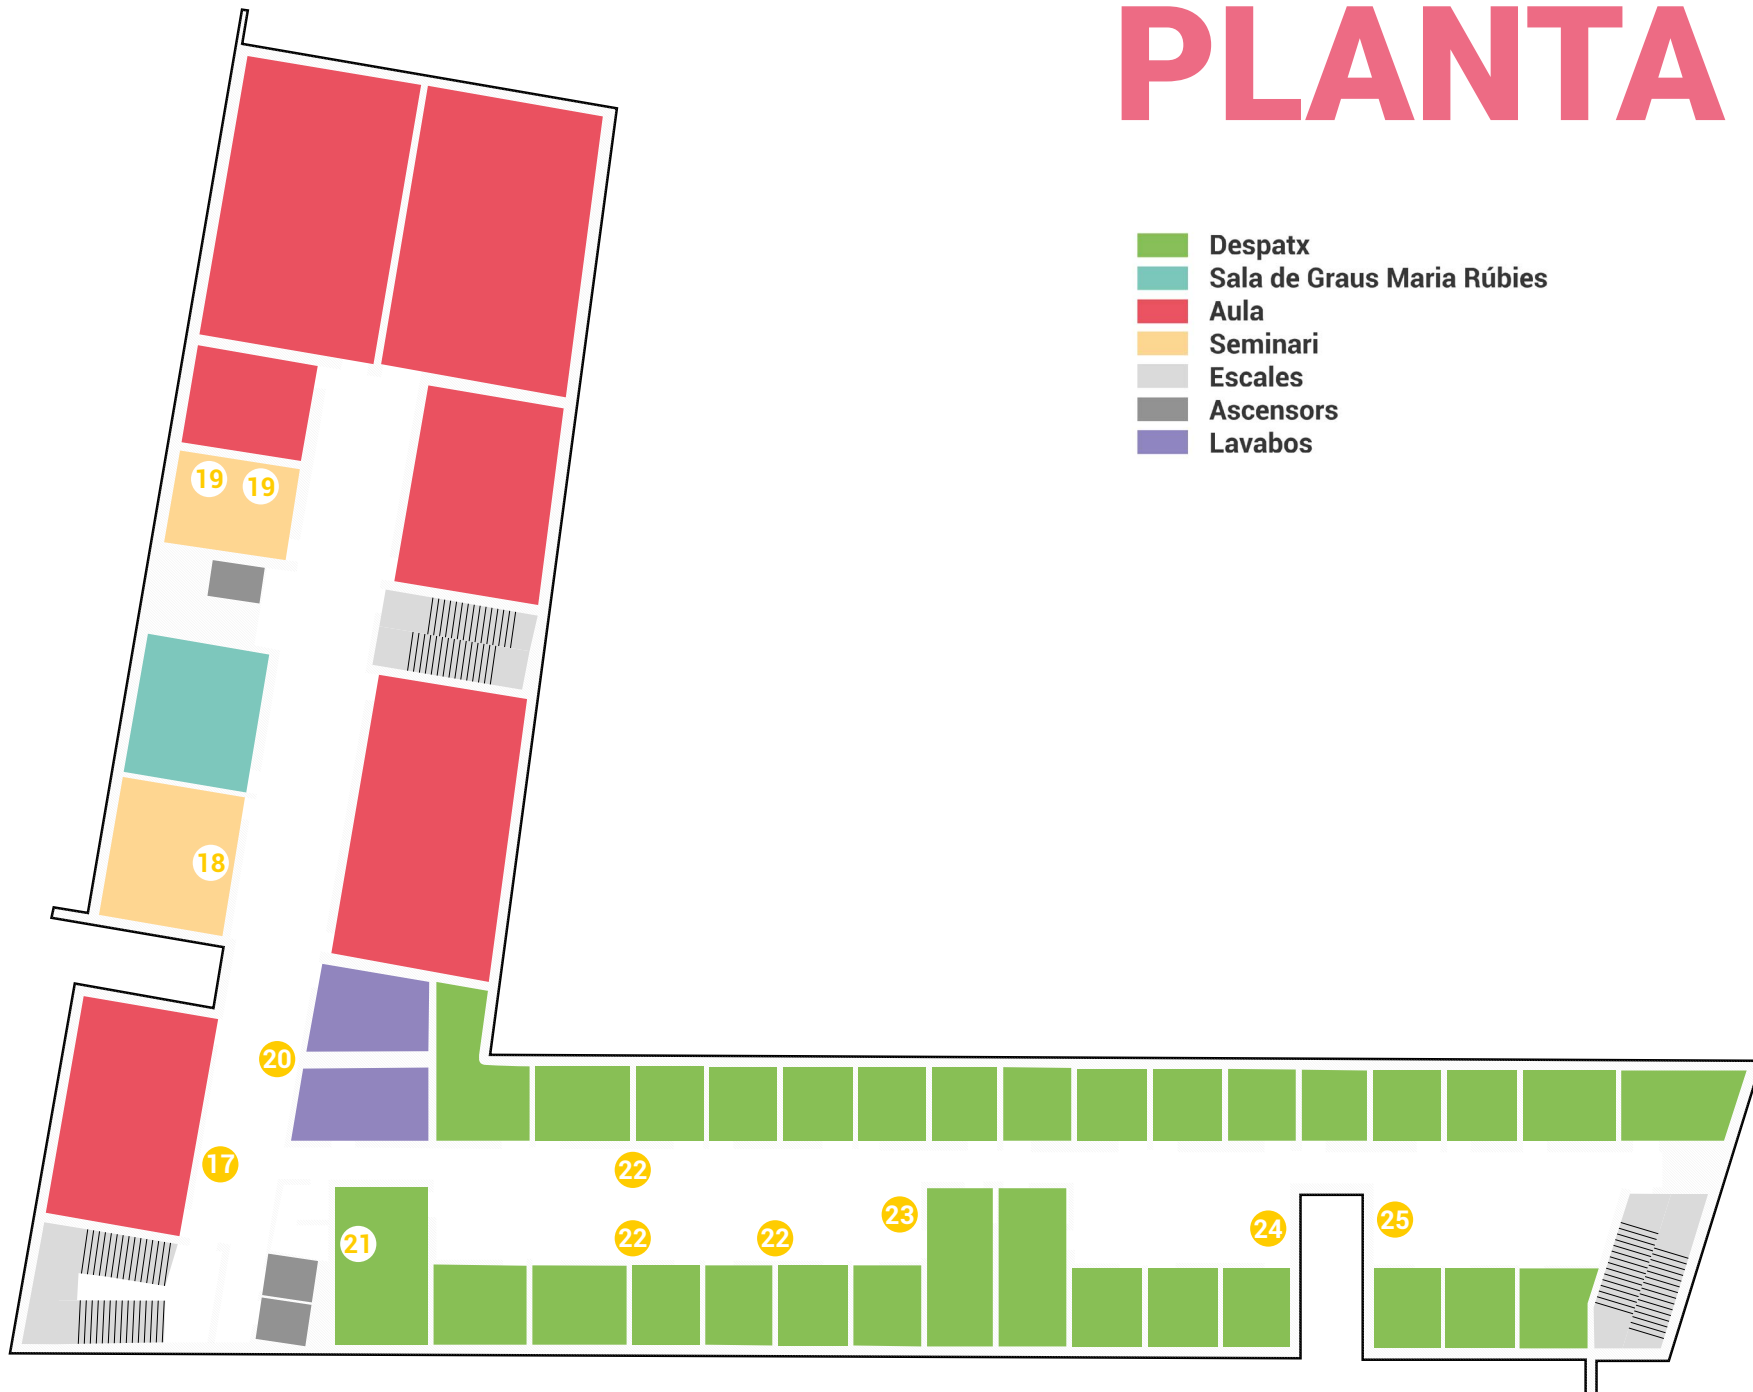 PLANTA
Despatx
Sala de Graus Maria Rúbies
Aula
Seminari
Escales
Ascensors
Lavabos
19 19
18
20
17
22
21
22 22
23
24
25